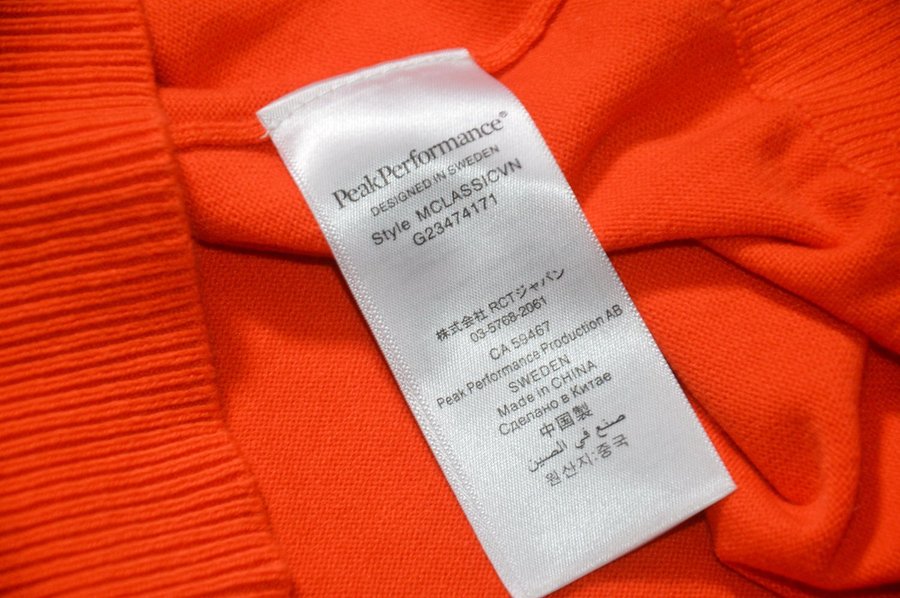 PeakPerformance®
DESIGNED IN SWEDEN
Style MCLASSICVN
G23474171
株式会社 RCTジャパン
03-5768-2061
CA 59467
Peak Performance Production AB
SWEDEN
Made in CHINA
Сделано в Китае
中国製
صنع في الصين
원산지:중국